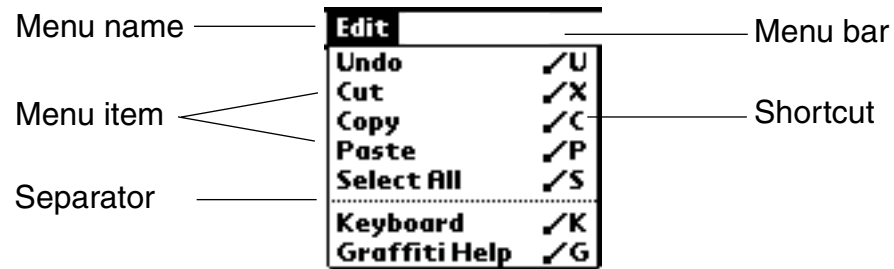 Menu name Edit Menu bar
Undo ⁄U
Cut ⁄X
Menu item Copy ⁄C Shortcut
Paste ⁄P
Select All ⁄S
Separator
Keyboard ⁄K
Graffiti Help ⁄G